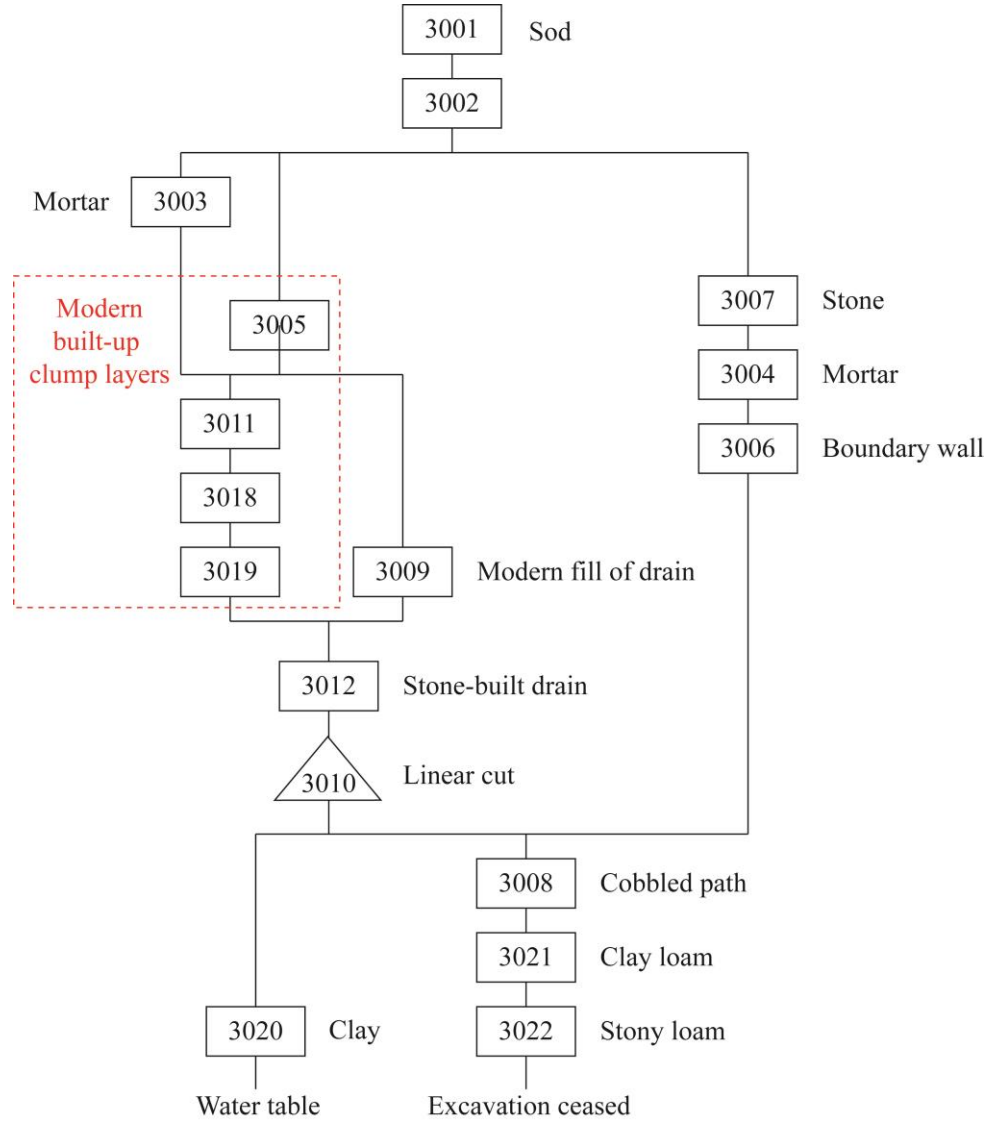 3001 Sod
3002
Mortar 3003
3007 Stone
Modern
built-up
clump layers
3005
3004 Mortar
3011
3006 Boundary wall
3018
3019
3009 Modern fill of drain
3012 Stone-built drain
3010 Linear cut
3008 Cobbled path
3021 Clay loam
3020 Clay
3022 Stony loam
Water table
Excavation ceased